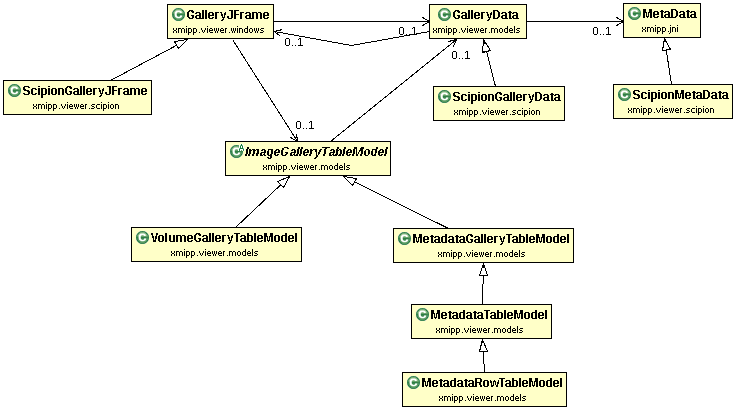 GalleryJFrame
xmipp.viewer.windows
GalleryData
xmipp.viewer.models
MetaData
xmipp.jni
0..1
0..1
0..1
0..1
ScipionGalleryJFrame
xmipp.viewer.scipion
ScipionGalleryData
xmipp.viewer.scipion
ScipionMetaData
xmipp.viewer.scipion
0..1
ImageGalleryTableModel
xmipp.viewer.models
VolumeGalleryTableModel
xmipp.viewer.models
MetadataGalleryTableModel
xmipp.viewer.models
MetadataTableModel
xmipp.viewer.models
MetadataRowTableModel
xmipp.viewer.models